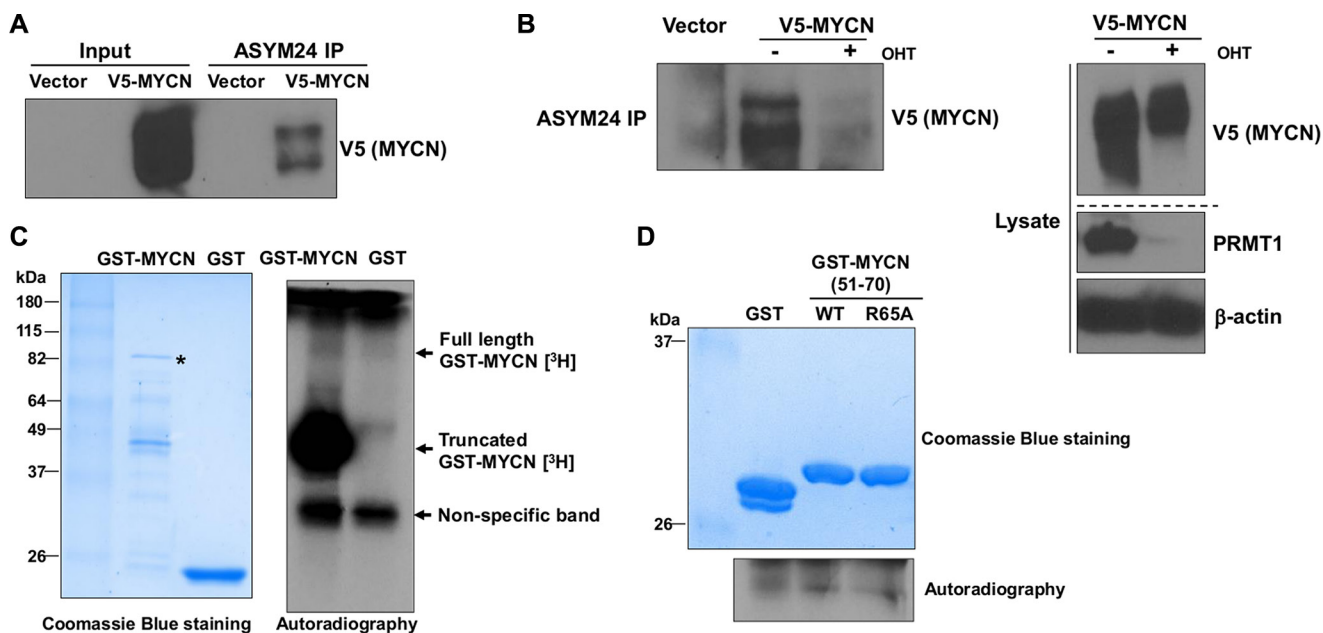 A
Input ASYM24 IP
Vector V5-MYCN Vector V5-MYCN
V5 (MYCN)
B
Vector V5-MYCN
- + OHT
ASYM24 IP
V5 (MYCN)
V5-MYCN
- + OHT
V5 (MYCN)
Lysate
PRMT1
β-actin
C
GST-MYCN GST GST-MYCN GST
kDa
180
115
82
64
49
37
26
*
Full length
GST-MYCN [³H]
Truncated
GST-MYCN [³H]
Non-specific band
Coomassie Blue staining Autoradiography
D
GST-MYCN
(51-70)
kDa GST WT R65A
37
26
Coomassie Blue staining
Autoradiography